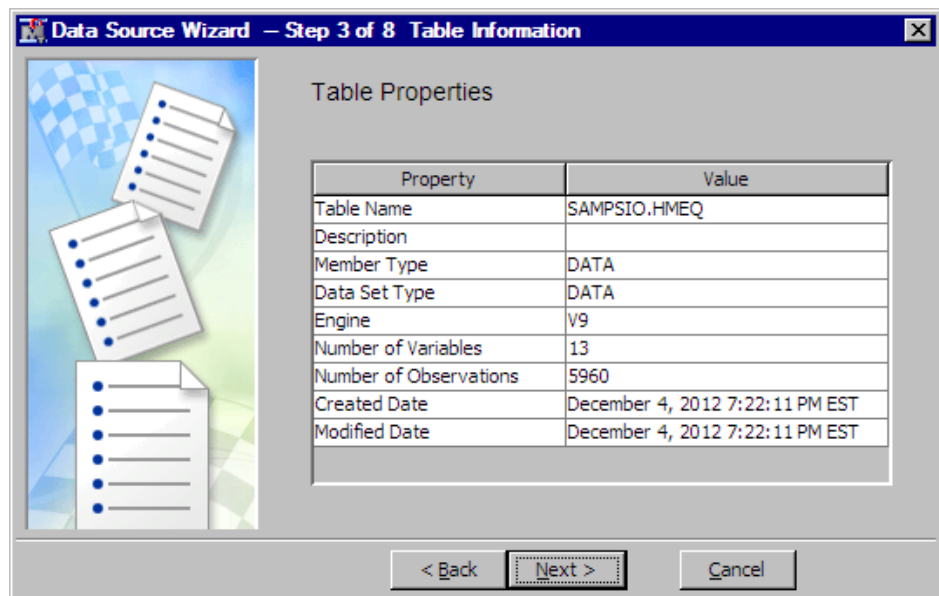 Data Source Wizard – Step 3 of 8 Table Information
Table Properties
Property Value
Table Name SAMPSIO.HMEQ
Description
Member Type DATA
Data Set Type DATA
Engine V9
Number of Variables 13
Number of Observations 5960
Created Date December 4, 2012 7:22:11 PM EST
Modified Date December 4, 2012 7:22:11 PM EST
< Back Next > Cancel